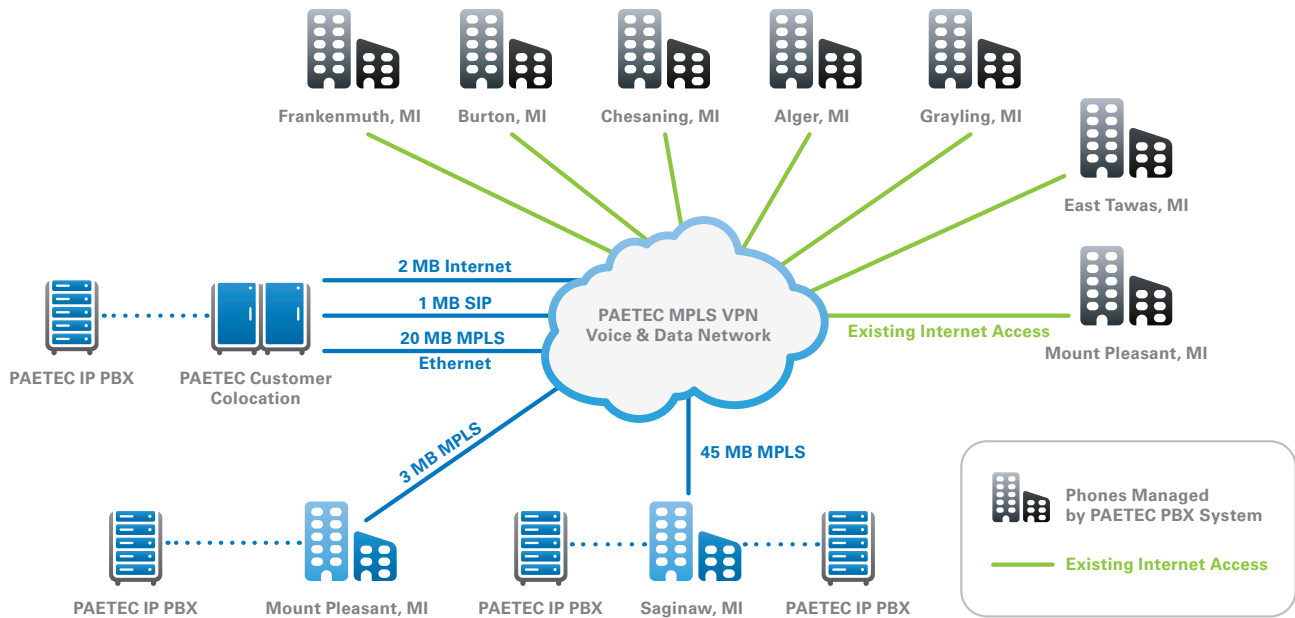 Frankenmuth, MI
Burton, MI
Chesaning, MI
Alger, MI
Grayling, MI
East Tawas, MI
2 MB Internet
1 MB SIP
20 MB MPLS
Ethernet
PAETEC MPLS VPN
Voice & Data Network
Existing Internet Access
Mount Pleasant, MI
PAETEC IP PBX
PAETEC Customer
Colocation
3 MB MPLS
45 MB MPLS
PAETEC IP PBX
Mount Pleasant, MI
PAETEC IP PBX
Saginaw, MI
PAETEC IP PBX
Phones Managed
by PAETEC PBX System
Existing Internet Access